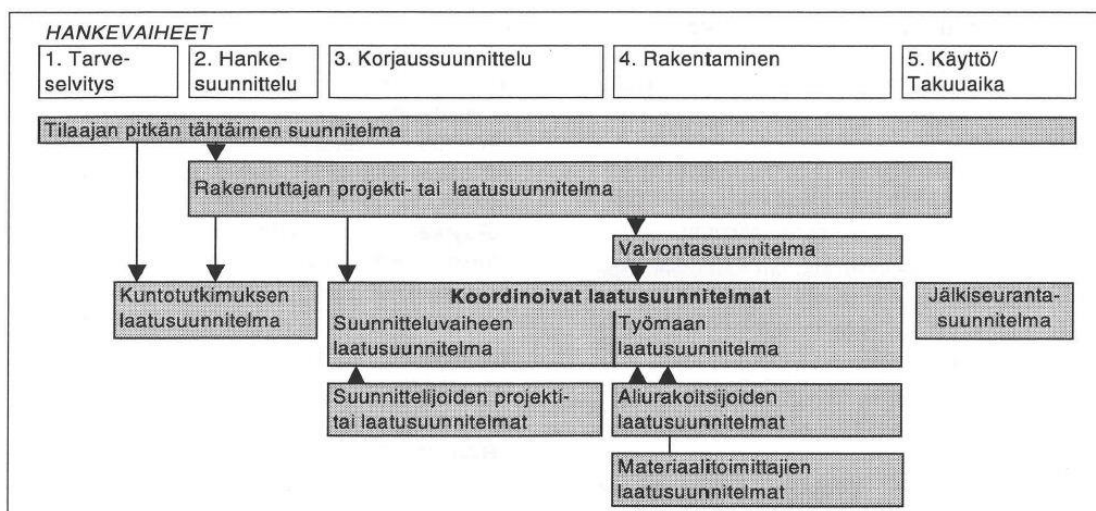 HANKEVAIHEET
1. Tarve-
selvitys
2. Hanke-
suunnittelu
3. Korjaussuunnittelu
4. Rakentaminen
5. Käyttö/
Takuuaika
Tilaajan pitkän tähtäimen suunnitelma
Rakennuttajan projekti- tai laatusuunnitelma
Valvontasuunnitelma
Kuntotutkimuksen
laatusuunnitelma
Koordinoivat laatusuunnitelmat
Suunnitteluvaiheen
laatusuunnitelma
Työmaan
laatusuunnitelma
Jälkiseuranta-
suunnitelma
Suunnittelijoiden projekti-
tai laatusuunnitelmat
Aliurakoitsijoiden
laatusuunnitelmat
Materiaalitoimittajien
laatusuunnitelmat